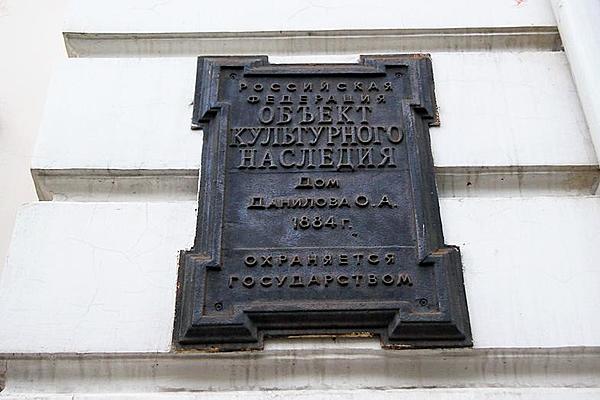 РОССИЙСКАЯ
ФЕДЕРАЦИЯ
ОБЪЕКТ
КУЛЬТУРНОГО
НАСЛЕДИЯ
ДОМ
ДАНИЛОВА О.А.
1884 г.
ОХРАНЯЕТСЯ
ГОСУДАРСТВОМ